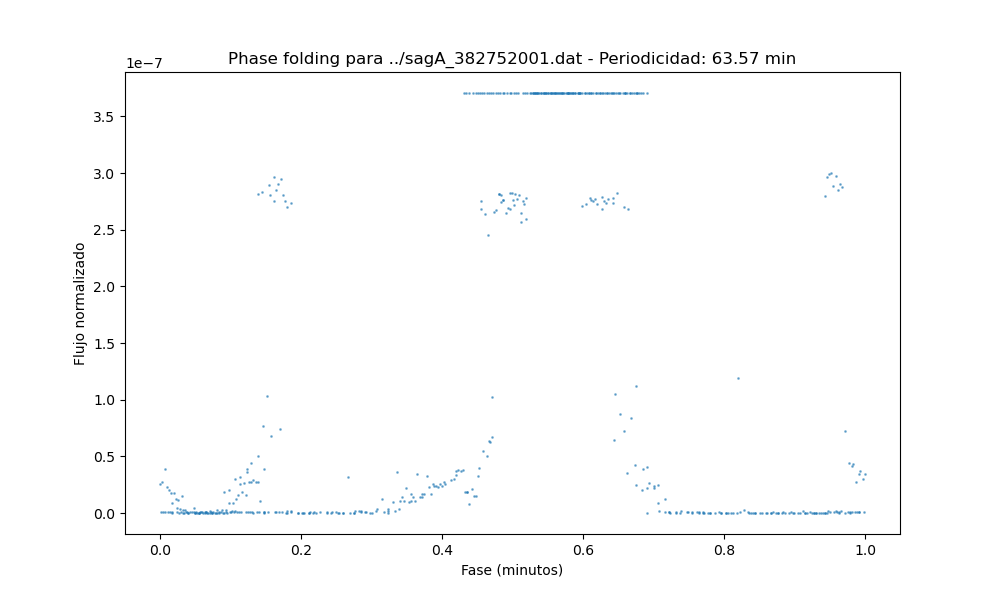 Phase folding para ../sagA_382752001.dat - Periodicidad: 63.57 min
1e−7
3.5
3.0
2.5
2.0
1.5
1.0
0.5
0.0
Flujo normalizado
0.0 0.2 0.4 0.6 0.8 1.0
Fase (minutos)